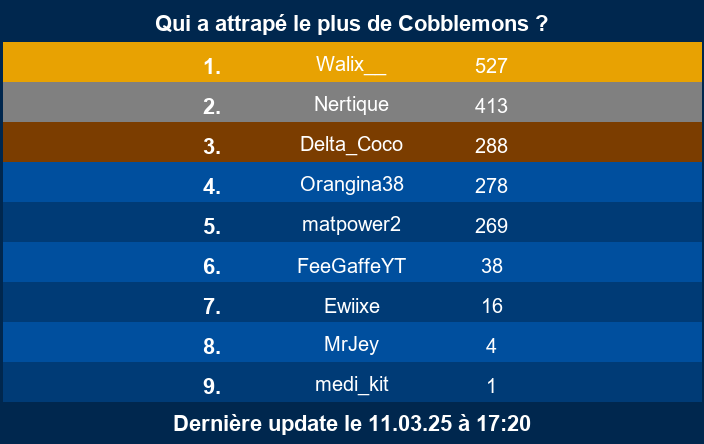 Qui a attrapé le plus de Cobblemons ?
1. Walix__ 527
2. Nertique 413
3. Delta_Coco 288
4. Orangina38 278
5. matpower2 269
6. FeeGaffeYT 38
7. Ewiixe 16
8. MrJey 4
9. medi_kit 1
Dernière update le 11.03.25 à 17:20